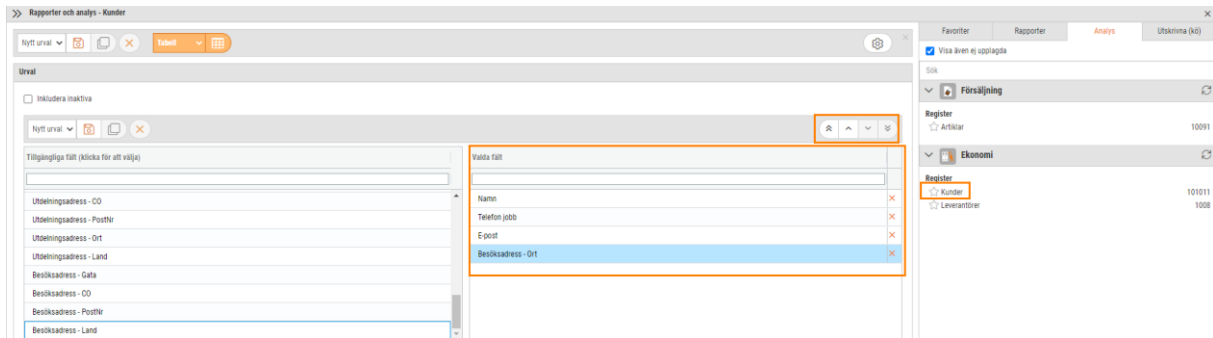 Rapporter och analys - Kunder
Nytt urval
Tabell
Urval
Inkludera inaktiva
Nytt urval
Tillgängliga fält (klicka för att välja)
Utdelningsadress - CO
Utdelningsadress - PostNr
Utdelningsadress - Ort
Utdelningsadress - Land
Besöksadress - Gata
Besöksadress - CO
Besöksadress - PostNr
Besöksadress - Land
Valda fält
Namn
Telefon jobb
E-post
Besöksadress - Ort
Favoriter Rapporter Analys Utskrivna (kö)
Visa även ej upplagda
Sök
Försäljning
Register
Artiklar 10091
Ekonomi
Register
Kunder 101011
Leverantörer 1008